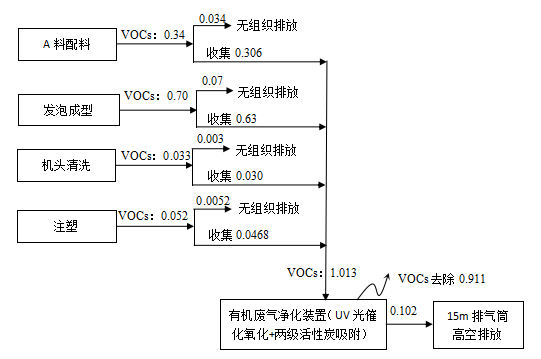 0.034
无组织排放
A 料配料
VOCs：0.34
收集 0.306
0.07
无组织排放
发泡成型
VOCs：0.70
收集 0.63
0.003
无组织排放
机头清洗
VOCs：0.033
收集 0.030
0.0052
无组织排放
注塑
VOCs：0.052
收集 0.0468
VOCs：1.013
VOCs 去除 0.911
有机废气净化装置（UV 光催
化氧化+两级活性炭吸附）
0.102
15m 排气筒
高空排放